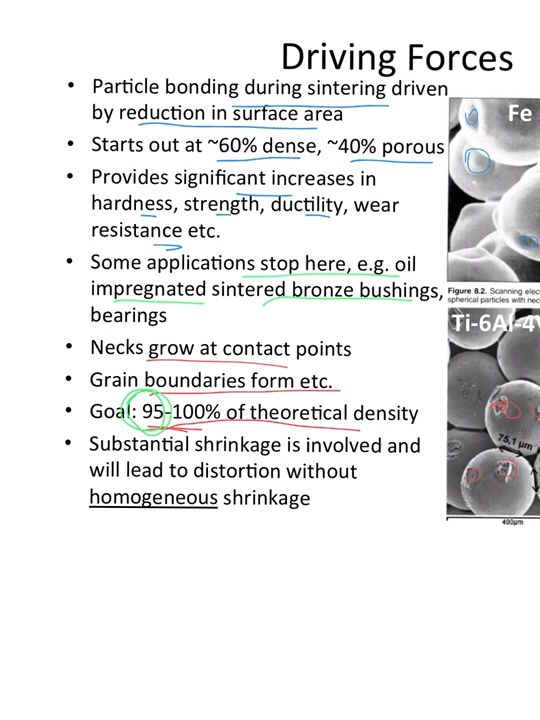 Driving Forces
• Particle bonding during sintering driven
by reduction in surface area
• Starts out at ~60% dense, ~40% porous
• Provides significant increases in
hardness, strength, ductility, wear
resistance etc.
• Some applications stop here, e.g. oil
impregnated sintered bronze bushings,
bearings
• Necks grow at contact points
• Grain boundaries form etc.
• Goal: 95-100% of theoretical density
• Substantial shrinkage is involved and
will lead to distortion without
homogeneous shrinkage
Fe
Figure 8.2. Scanning elect
spherical particles with nec
Ti-6Al-4V
75,1 µm
400µm